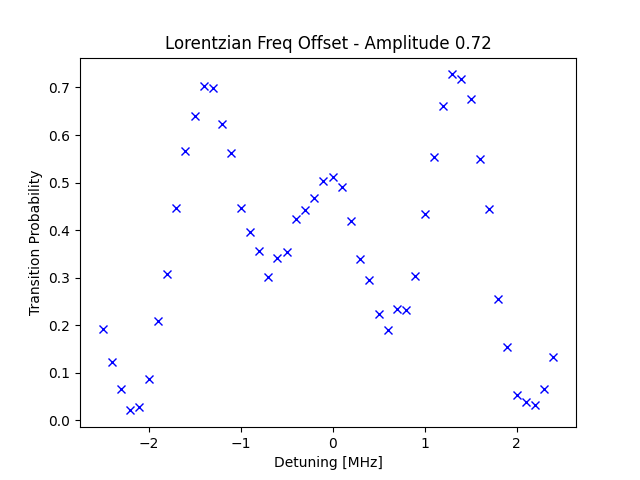 Lorentzian Freq Offset - Amplitude 0.72
Transition Probability
0.7
0.6
0.5
0.4
0.3
0.2
0.1
0.0
−2 −1 0 1 2
Detuning [MHz]